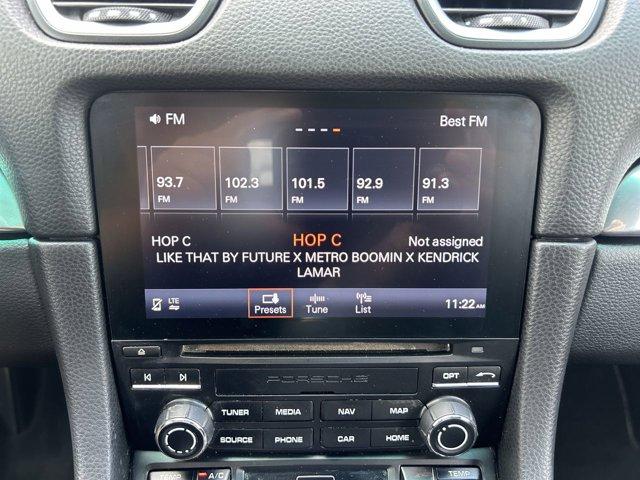 FM
Best FM
93.7 102.3 101.5 92.9 91.3
FM FM FM FM FM
HOP C HOP C Not assigned
LIKE THAT BY FUTURE X METRO BOOMIN X KENDRICK
LAMAR
LTE Presets Tune List 11:22 AM
PORSCHE OPT
TUNER MEDIA NAV MAP
SOURCE PHONE CAR HOME
TEMP A/C TEMP